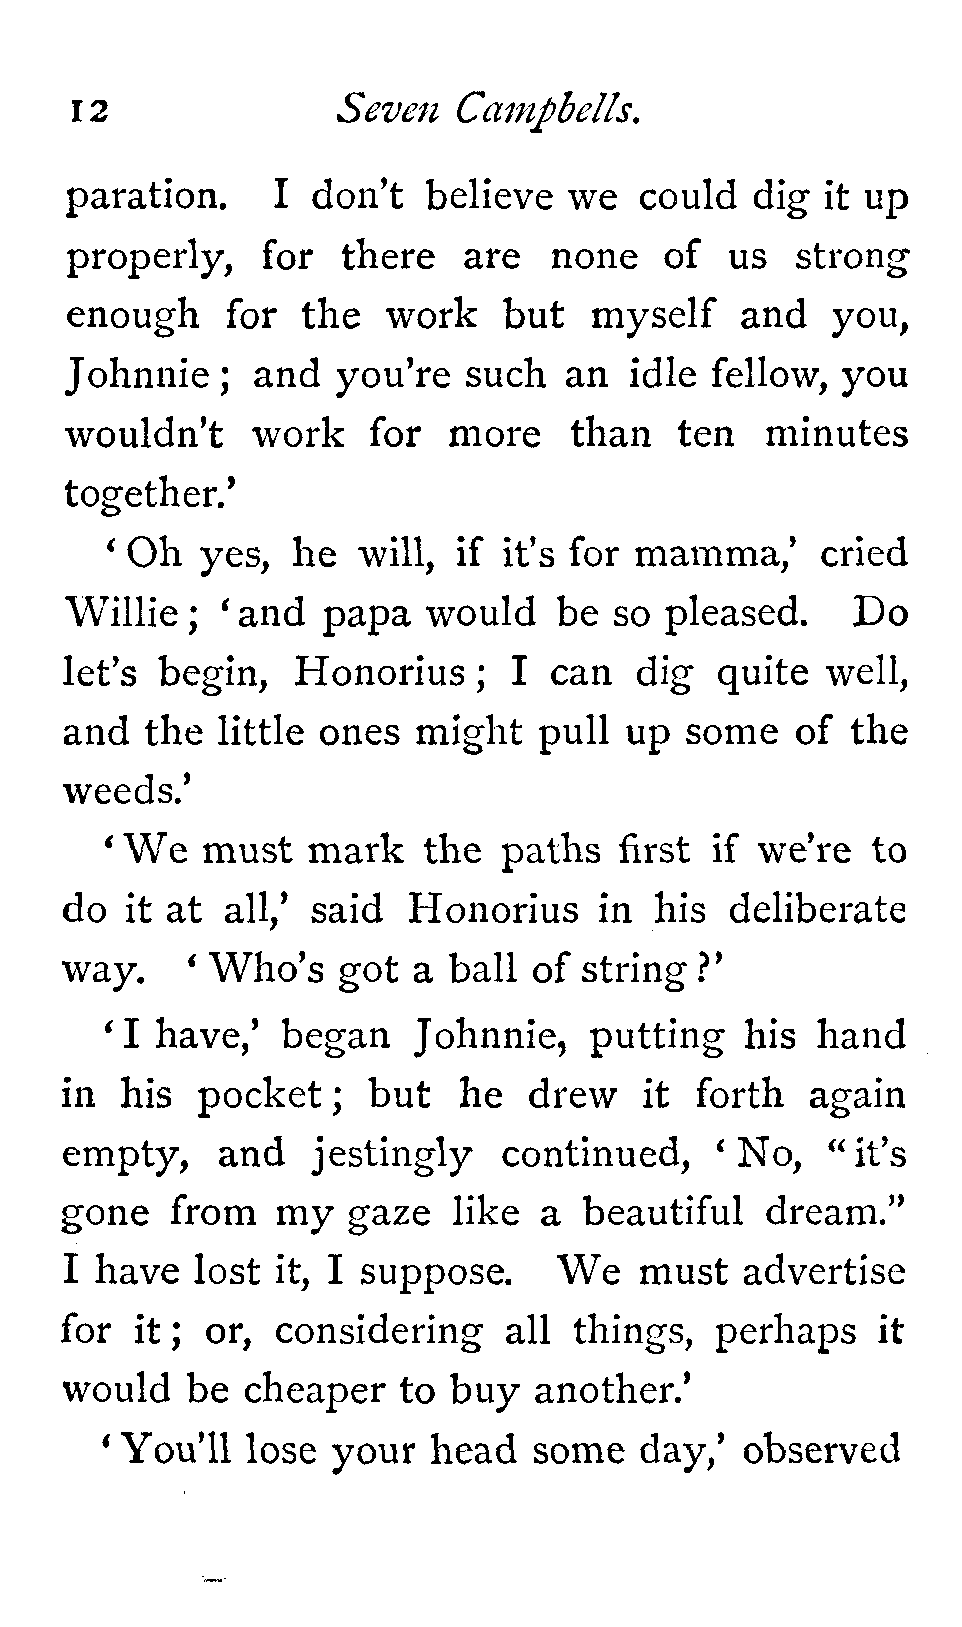 12 Seven Campbells.
paration. I don't believe we could dig it up
properly, for there are none of us strong
enough for the work but myself and you,
Johnnie; and you're such an idle fellow, you
wouldn't work for more than ten minutes
together.'
'Oh yes, he will, if it's for mamma,' cried
Willie; 'and papa would be so pleased. Do
let's begin, Honorius; I can dig quite well,
and the little ones might pull up some of the
weeds.'
'We must mark the paths first if we're to
do it at all,' said Honorius in his deliberate
way. 'Who's got a ball of string?'
'I have,' began Johnnie, putting his hand
in his pocket; but he drew it forth again
empty, and jestingly continued, 'No, "it's
gone from my gaze like a beautiful dream."
I have lost it, I suppose. We must advertise
for it; or, considering all things, perhaps it
would be cheaper to buy another.'
'You'll lose your head some day,' observed